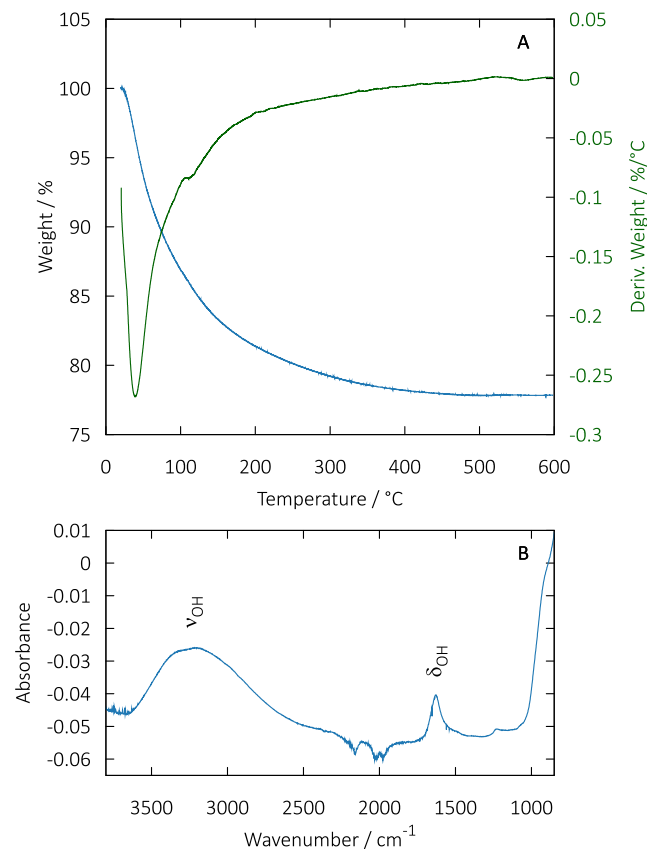 A
105
100
95
90
85
80
75
Weight / %
0.05
0
-0.05
-0.1
-0.15
-0.2
-0.25
-0.3
Deriv. Weight / %/°C
0 100 200 300 400 500 600
Temperature / °C
B
0.01
0
-0.01
-0.02
-0.03
-0.04
-0.05
-0.06
Absorbance
νOH
δOH
3500 3000 2500 2000 1500 1000
Wavenumber / cm⁻¹